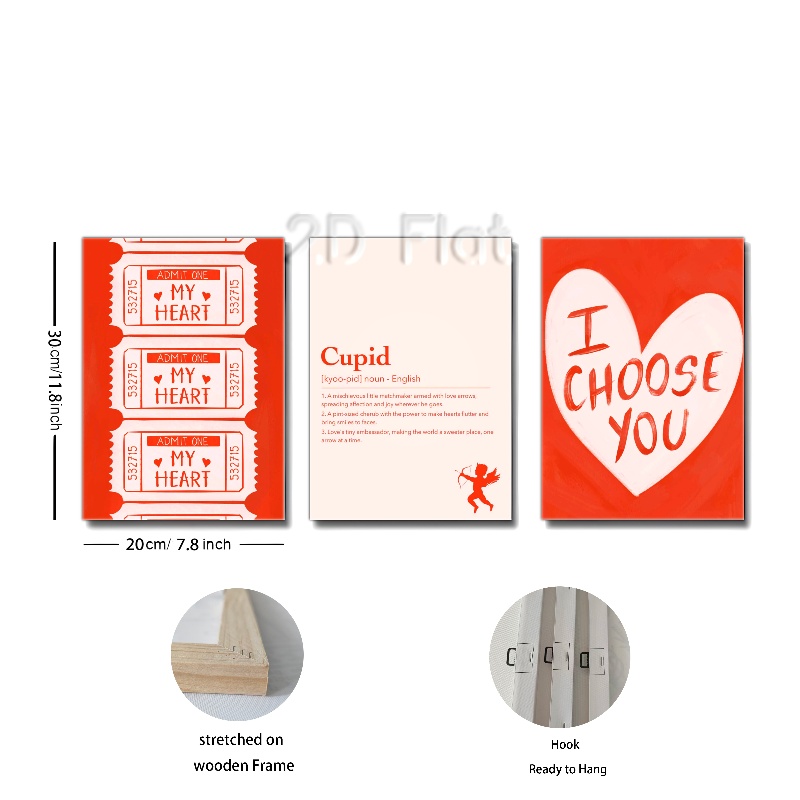 2.D Flat
ADMIT ONE
MY
HEART
532715
532715
ADMIT ONE
MY
HEART
532715
532715
ADMIT ONE
MY
HEART
532715
532715
Cupid
[kyoo-pid] noun - English
1. A mischievous little matchmaker armed with love arrows,
spreading affection and joy wherever he goes.
2. A pint-sized cherub with the power to make hearts flutter and
bring smiles to faces.
3. Love's tiny ambassador, making the world a sweeter place, one
arrow at a time.
I
CHOOSE
YOU
30cm/11.8inch
20cm/ 7.8 inch
stretched on
wooden Frame
Hook
Ready to Hang